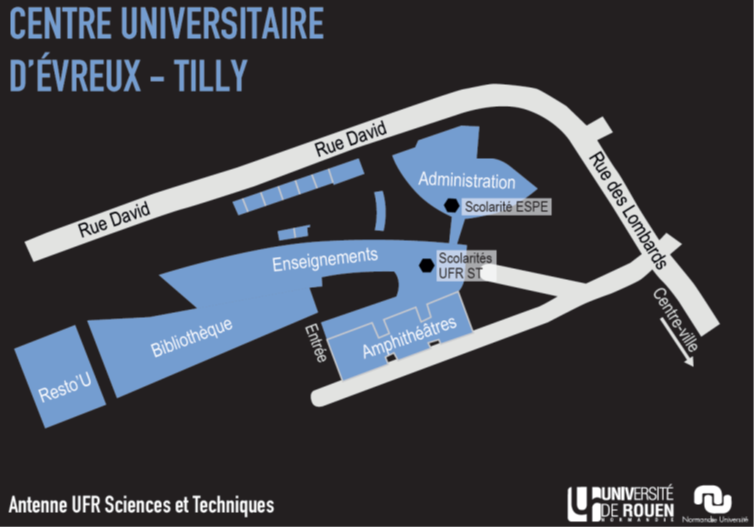 CENTRE UNIVERSITAIRE
D'ÉVREUX - TILLY
Rue David
Rue David
Rue des Lombards
Administration
Scolarité ESPE
Enseignements
Scolarités
UFR ST
Centre-ville
Bibliothèque
Entrée
Amphithéâtres
Resto'U
Antenne UFR Sciences et Techniques
UNIVERSITÉ
DE ROUEN
NORMANDIE
Normandie Université